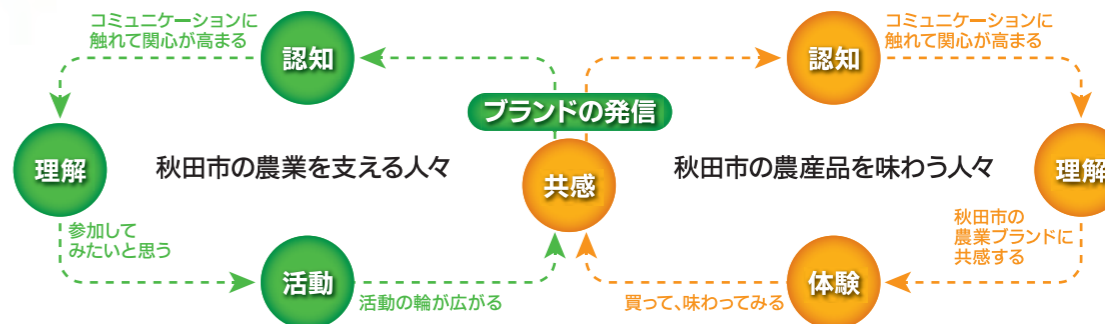 コミュニケーションに
触れて関心が高まる
認知
コミュニケーションに
触れて関心が高まる
認知
ブランドの発信
理解
秋田市の農業を支える人々
共感
秋田市の農産品を味わう人々
理解
参加して
みたいと思う
秋田市の
農業ブランドに
共感する
活動
活動の輪が広がる
買って、味わってみる
体験